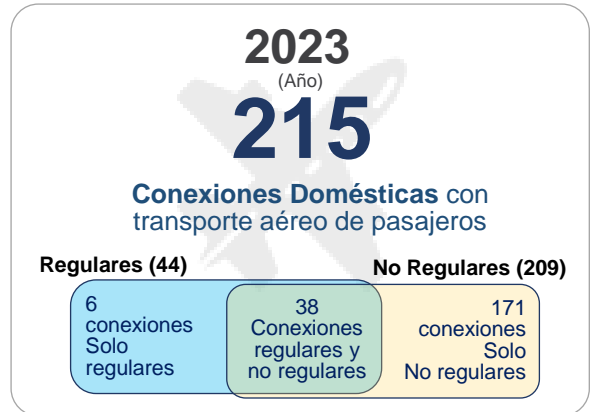 2023
(Año)
215
Conexiones Domésticas con
transporte aéreo de pasajeros
Regulares (44)
No Regulares (209)
6
conexiones
Solo
regulares
38
Conexiones
regulares y
no regulares
171
conexiones
Solo
No regulares